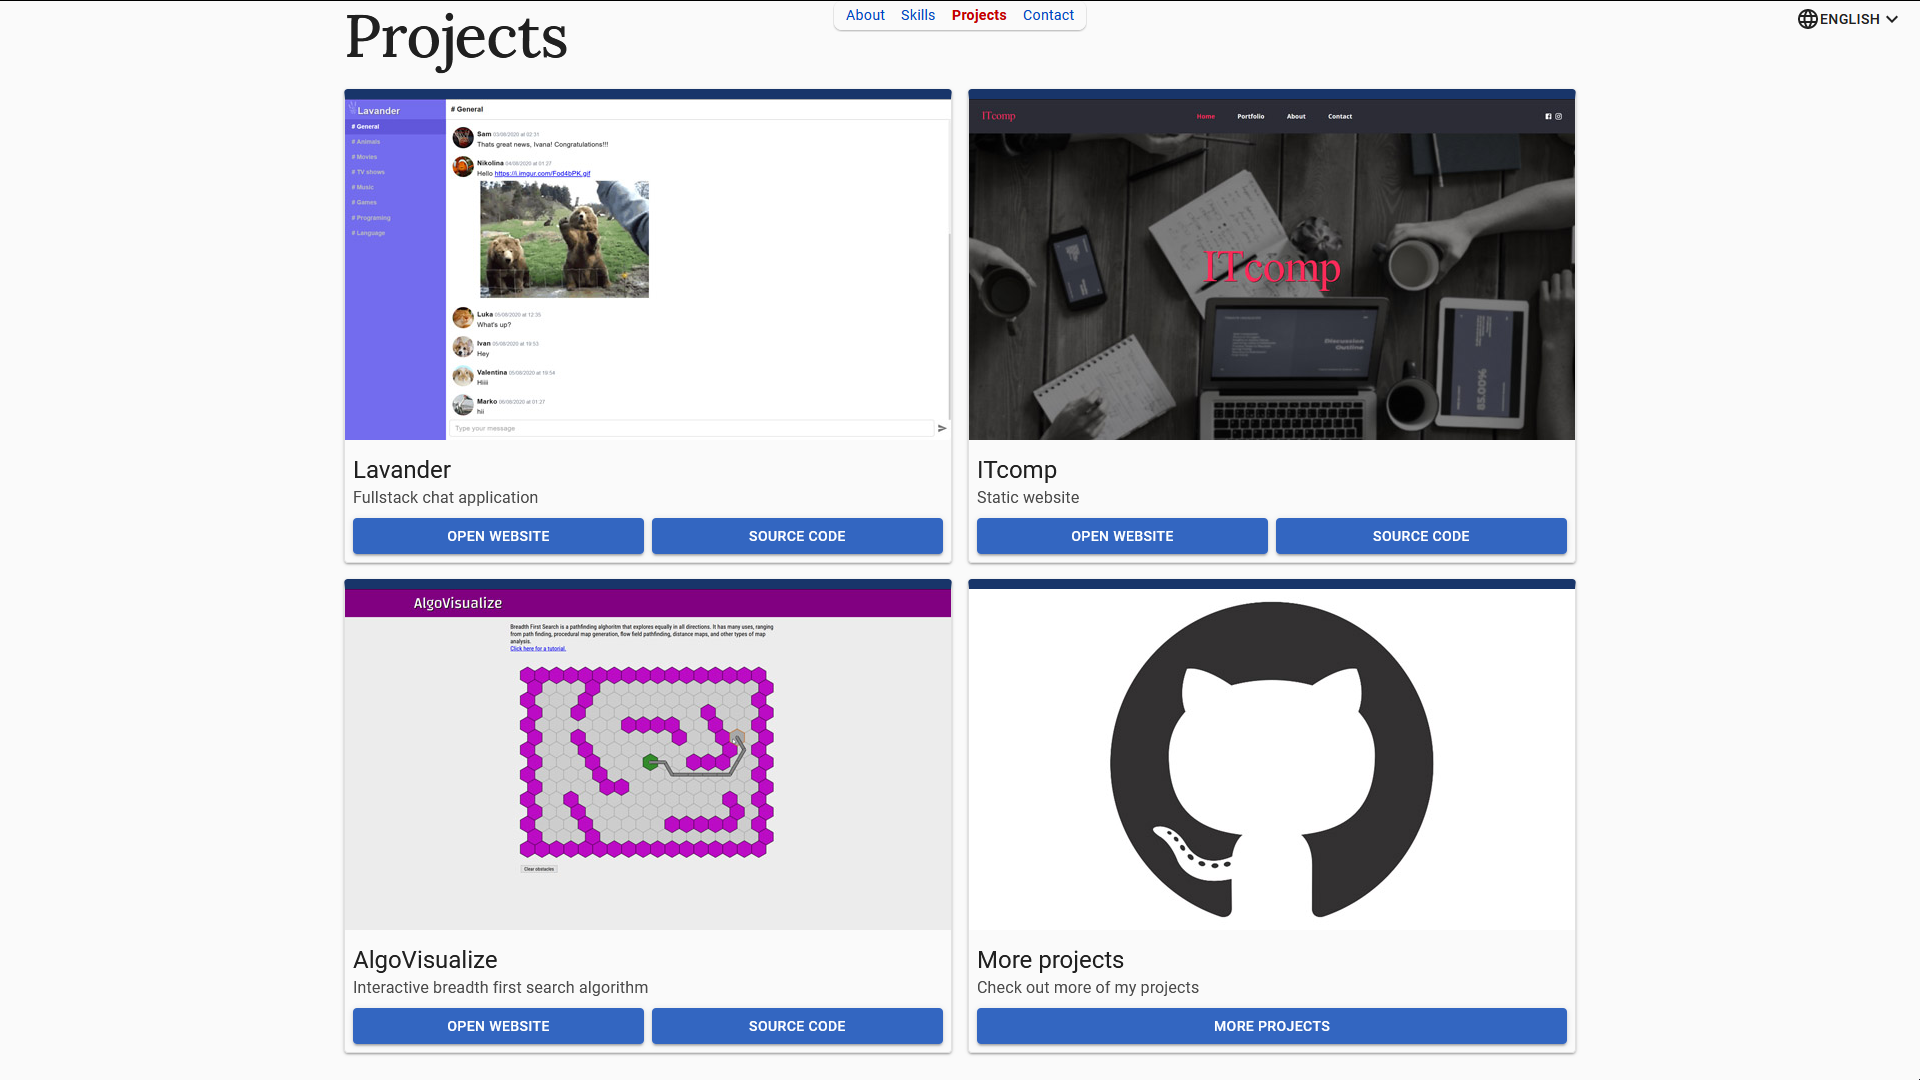 Projects
About Skills Projects Contact
ENGLISH
Lavander
# General
# Animals
# Movies
# TV shows
# Music
# Games
# Programing
# Language
# General
Sam 03/08/2020 at 02:31
Thats great news, Ivana! Congratulations!!!
Nikolina 04/08/2020 at 01:27
Hello https://i.imgur.com/Fod4bPK.gif
Luka 05/08/2020 at 12:35
What's up?
Ivan 05/08/2020 at 19:53
Hey
Valentina 05/08/2020 at 19:54
Hiii
Marko 06/08/2020 at 01:27
hii
Type your message
Lavander
Fullstack chat application
OPEN WEBSITE SOURCE CODE
ITcomp
Home Portfolio About Contact
ITcomp
Discussion
Outline
85.00%
ITcomp
Static website
OPEN WEBSITE SOURCE CODE
AlgoVisualize
Breadth First Search is a pathfinding alghoritm that explores equally in all directions. It has many uses, ranging
from path finding, procedural map generation, flow field pathfinding, distance maps, and other types of map
analysis.
Click here for a tutorial.
Clear obstacles
AlgoVisualize
Interactive breadth first search algorithm
OPEN WEBSITE SOURCE CODE
More projects
Check out more of my projects
MORE PROJECTS